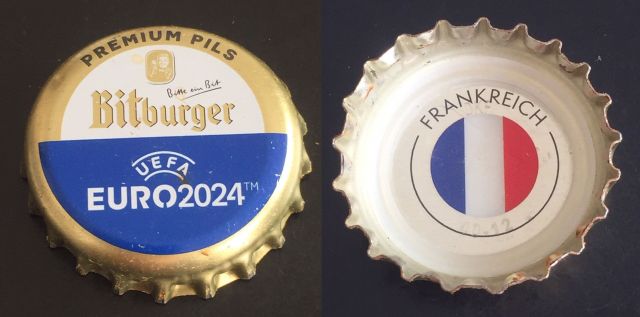 PREMIUM PILS
Bitte ein Bit
Bitburger
UEFA
EURO2024™
FRANKREICH